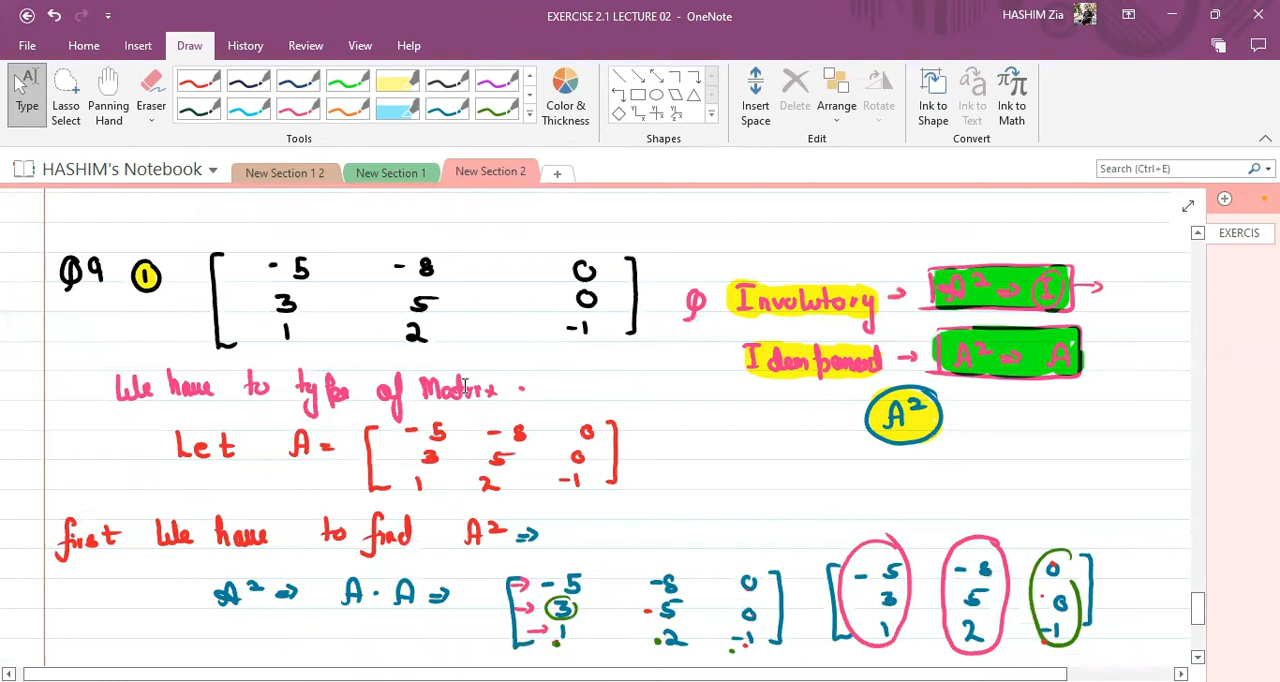 EXERCISE 2.1 LECTURE 02 - OneNote
HASHIM Zia
File Home Insert Draw History Review View Help
Type
Lasso Select
Panning Hand
Eraser
Color & Thickness
Insert Space
Delete
Arrange
Rotate
Ink to Shape
Ink to Text
Ink to Math
Tools
Shapes
Edit
Convert
HASHIM's Notebook
New Section 1 2
New Section 1
New Section 2
Search (Ctrl+E)
EXERCIS
Q9 1
-5 -8 0
3 5 0
1 2 -1
Q Involutory → A² ⇒ I →
Idempanent → A² ⇒ A
A²
We have to type of Matrix.
Let A =
-5 -8 0
3 5 0
1 2 -1
first We have to find A² ⇒
A² ⇒ A · A ⇒
-5 -8 0
3 5 0
1 2 -1
-5 -8 0
3 5 0
1 2 -1